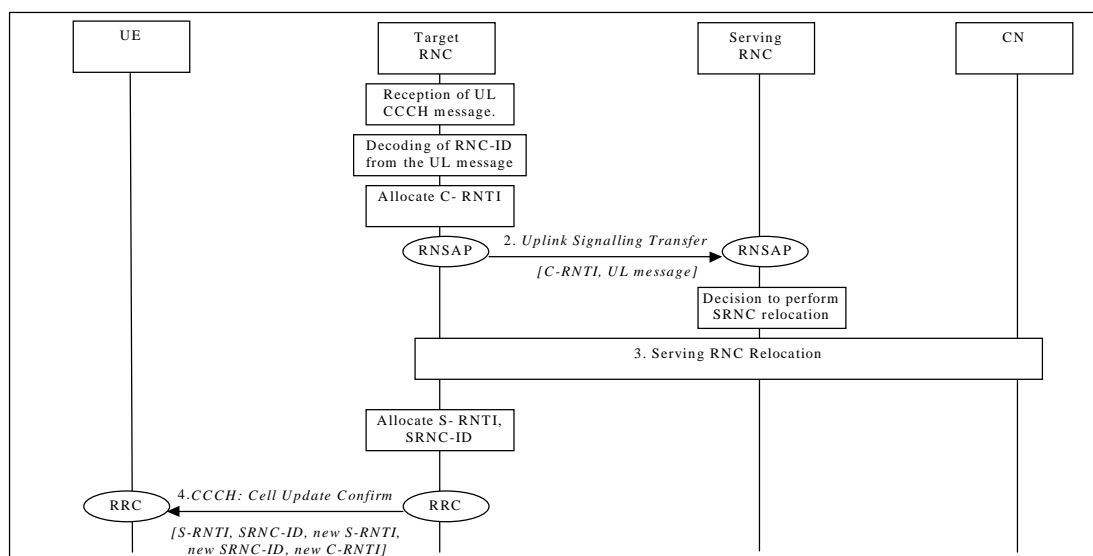 UE
Target
RNC
Serving
RNC
CN
Reception of UL
CCCH message.
Decoding of RNC-ID
from the UL message
Allocate C- RNTI
RNSAP
2. Uplink Signalling Transfer
RNSAP
[C-RNTI, UL message]
Decision to perform
SRNC relocation
3. Serving RNC Relocation
Allocate S- RNTI,
SRNC-ID
RRC
4.CCCH: Cell Update Confirm
RRC
[S-RNTI, SRNC-ID, new S-RNTI,
new SRNC-ID, new C-RNTI]